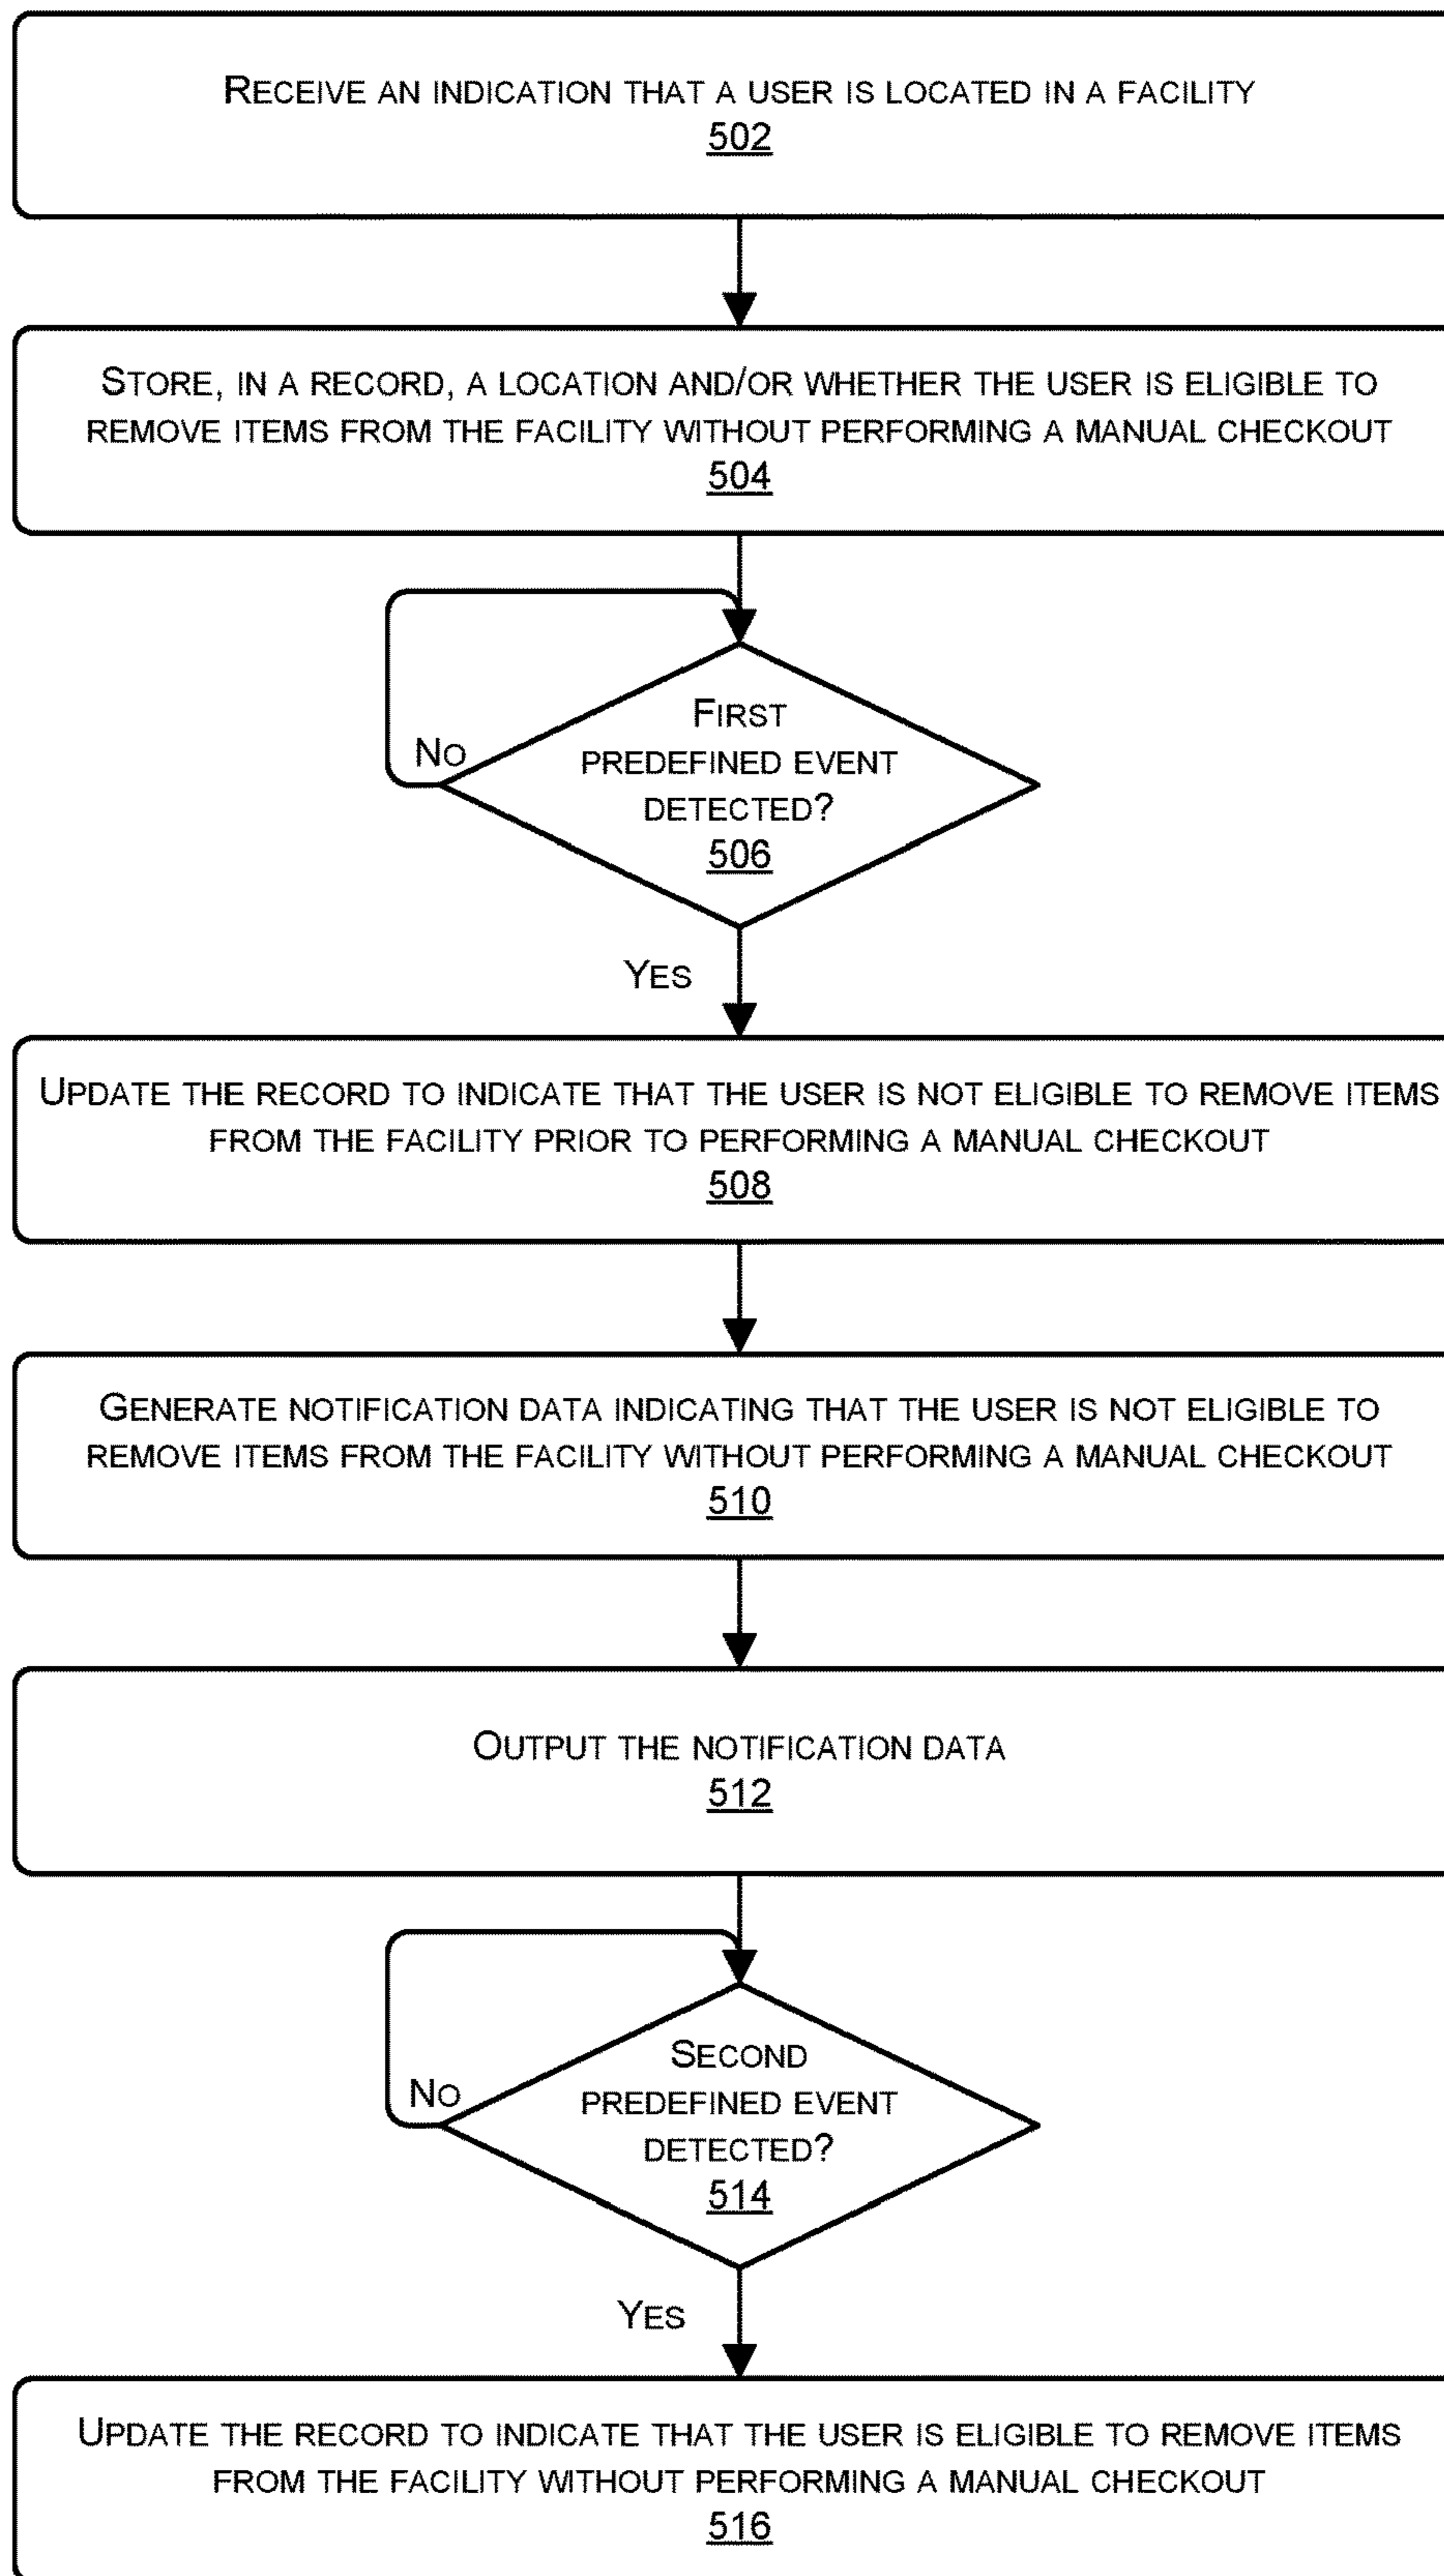 RECEIVE AN INDICATION THAT A USER IS LOCATED IN A FACILITY
502
STORE, IN A RECORD, A LOCATION AND/OR WHETHER THE USER IS ELIGIBLE TO
REMOVE ITEMS FROM THE FACILITY WITHOUT PERFORMING A MANUAL CHECKOUT
504
FIRST
PREDEFINED EVENT
DETECTED?
506
NO
YES
UPDATE THE RECORD TO INDICATE THAT THE USER IS NOT ELIGIBLE TO REMOVE ITEMS
FROM THE FACILITY PRIOR TO PERFORMING A MANUAL CHECKOUT
508
GENERATE NOTIFICATION DATA INDICATING THAT THE USER IS NOT ELIGIBLE TO
REMOVE ITEMS FROM THE FACILITY WITHOUT PERFORMING A MANUAL CHECKOUT
510
OUTPUT THE NOTIFICATION DATA
512
SECOND
PREDEFINED EVENT
DETECTED?
514
NO
YES
UPDATE THE RECORD TO INDICATE THAT THE USER IS ELIGIBLE TO REMOVE ITEMS
FROM THE FACILITY WITHOUT PERFORMING A MANUAL CHECKOUT
516